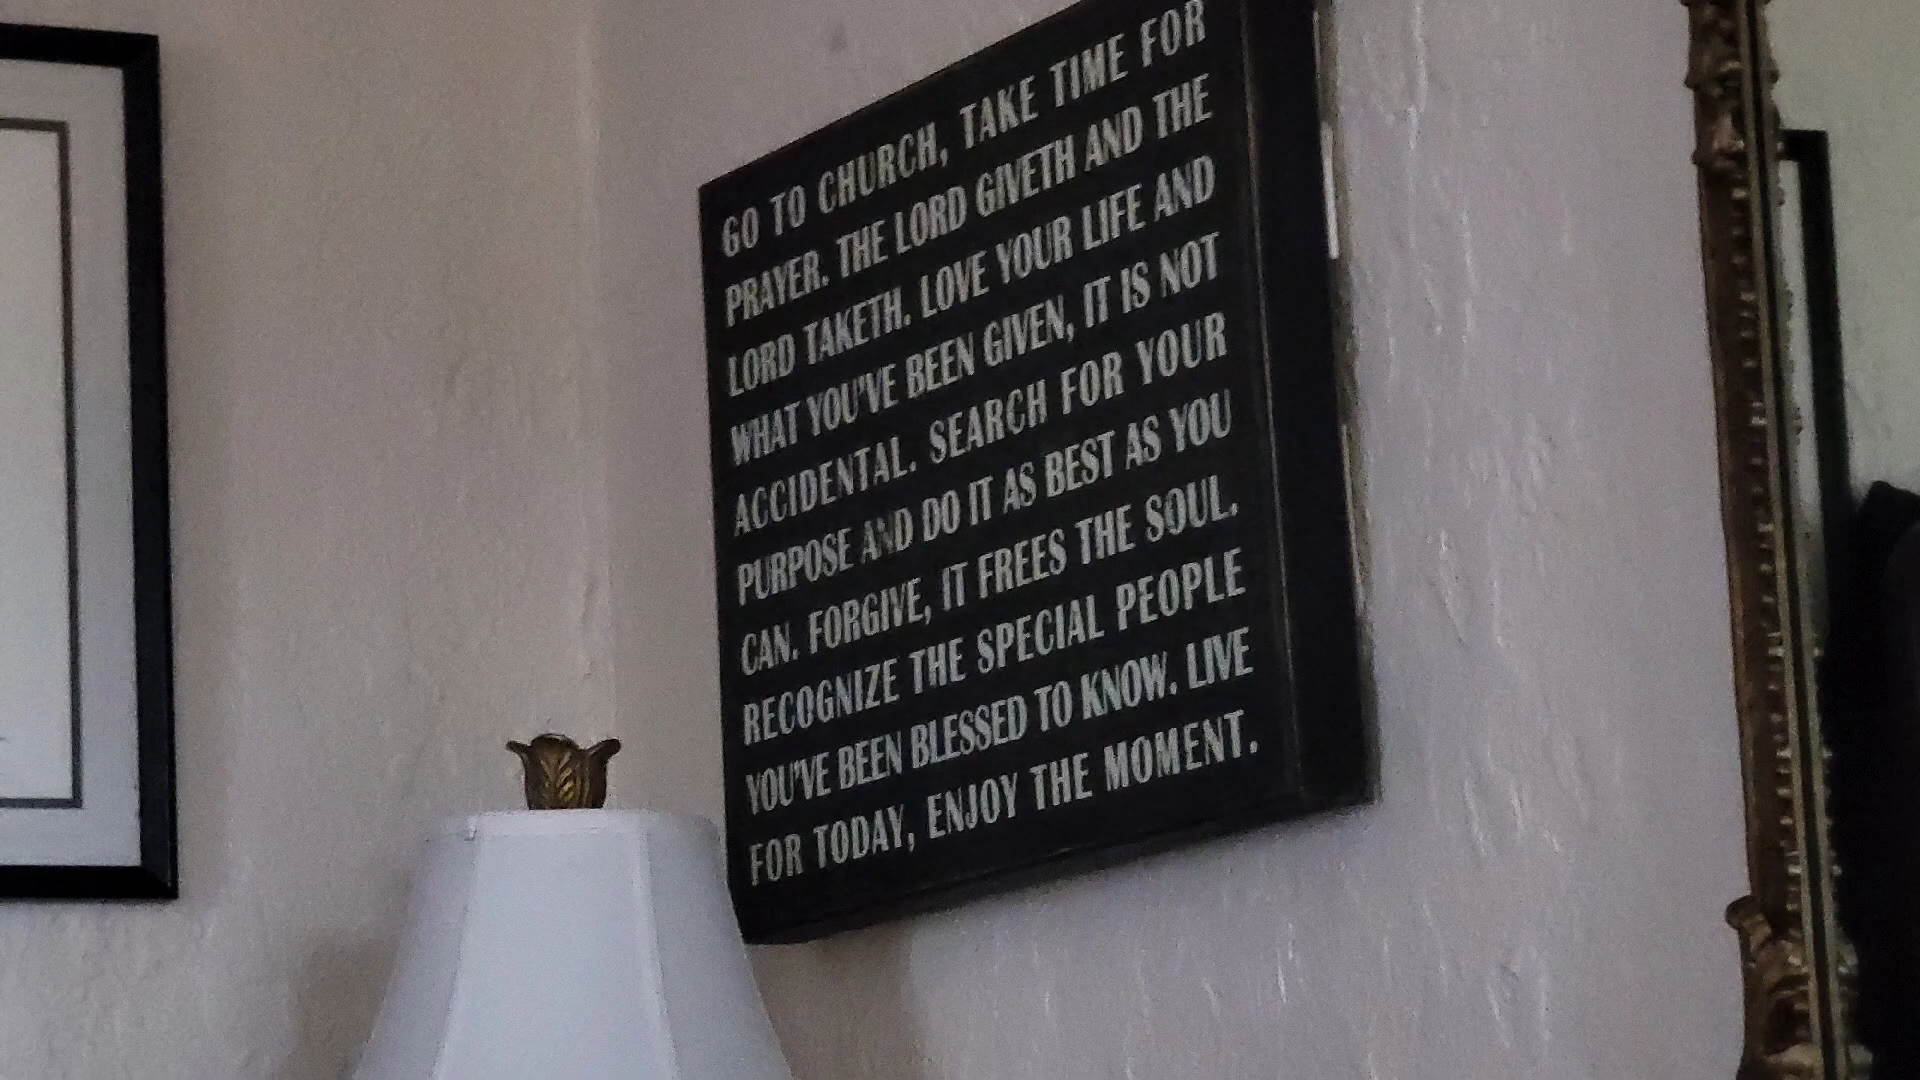 GO TO CHURCH, TAKE TIME FOR
PRAYER. THE LORD GIVETH AND THE
LORD TAKETH. LOVE YOUR LIFE AND
WHAT YOU'VE BEEN GIVEN, IT IS NOT
ACCIDENTAL. SEARCH FOR YOUR
PURPOSE AND DO IT AS BEST AS YOU
CAN. FORGIVE, IT FREES THE SOUL.
RECOGNIZE THE SPECIAL PEOPLE
YOU'VE BEEN BLESSED TO KNOW. LIVE
FOR TODAY, ENJOY THE MOMENT.